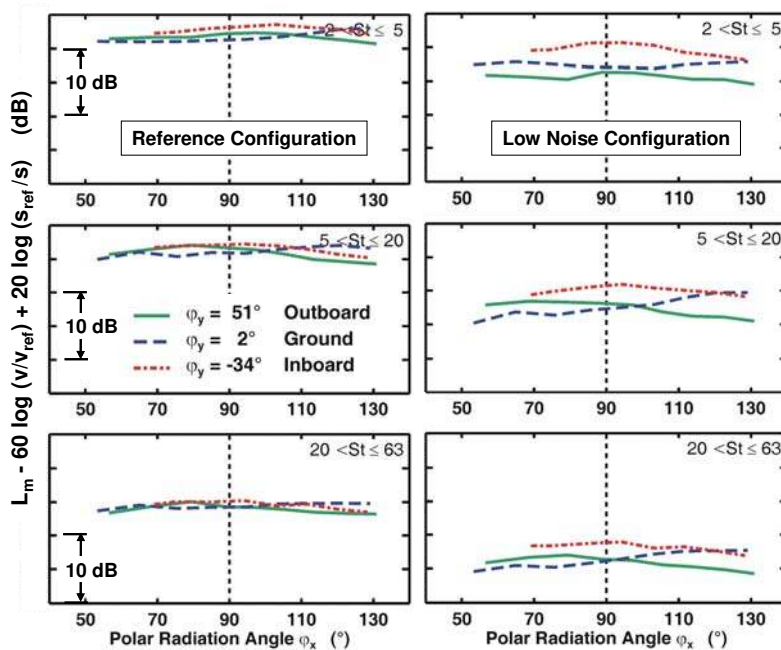 L_m - 60 log (v/v_ref) + 20 log (s_ref/s) (dB)
2 <St≤ 5
10 dB
Reference Configuration
50 70 90 110 130
2 <St≤ 5
Low Noise Configuration
50 70 90 110 130
5 <St≤ 20
10 dB
φ_y = 51° Outboard
φ_y = 2° Ground
φ_y = -34° Inboard
50 70 90 110 130
5 <St≤ 20
50 70 90 110 130
20 <St≤ 63
10 dB
50 70 90 110 130
Polar Radiation Angle φ_x (°)
20 <St≤ 63
50 70 90 110 130
Polar Radiation Angle φ_x (°)